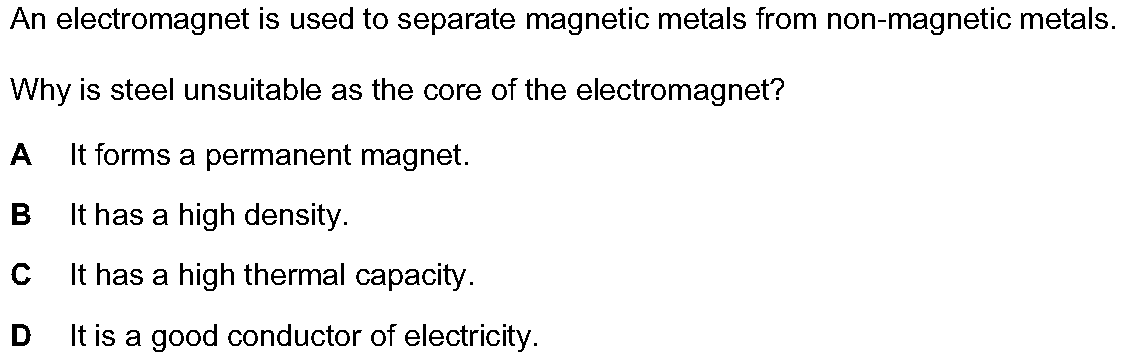 An electromagnet is used to separate magnetic metals from non-magnetic metals.
Why is steel unsuitable as the core of the electromagnet?
A It forms a permanent magnet.
B It has a high density.
C It has a high thermal capacity.
D It is a good conductor of electricity.